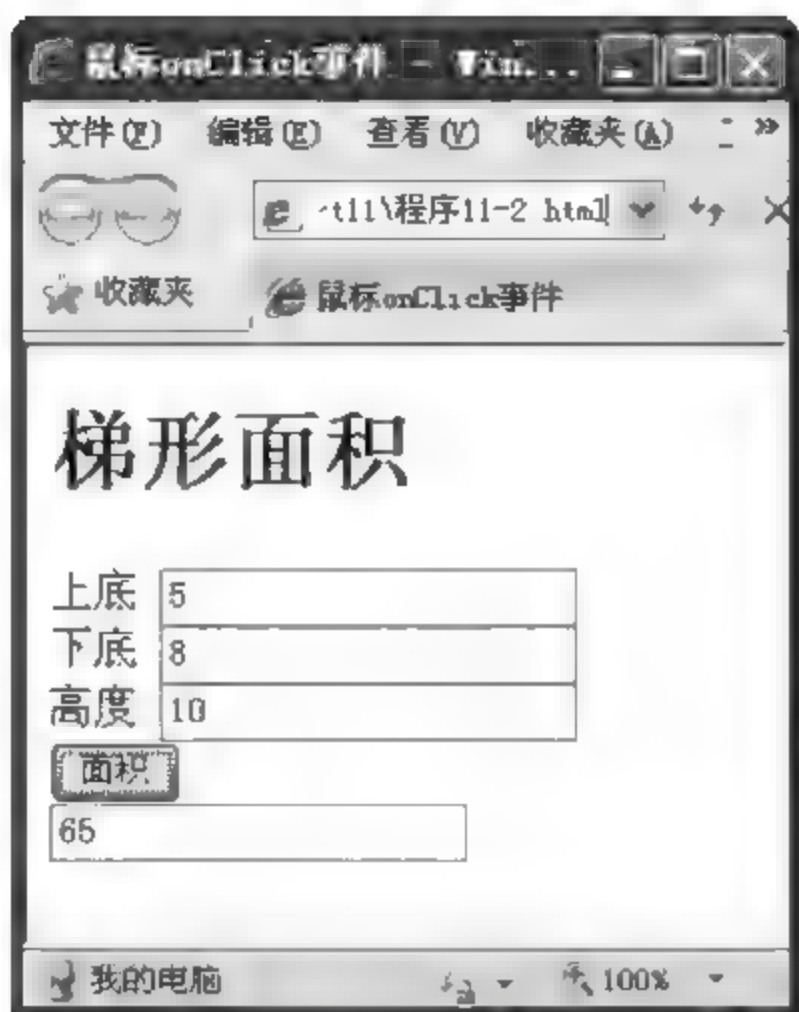 鼠标onClick事件 - Win...
文件(F) 编辑(E) 查看(V) 收藏夹(A) »
t11\程序11-2 html
收藏夹 鼠标onClick事件
梯形面积
上底 5
下底 8
高度 10
面积
65
我的电脑 100%